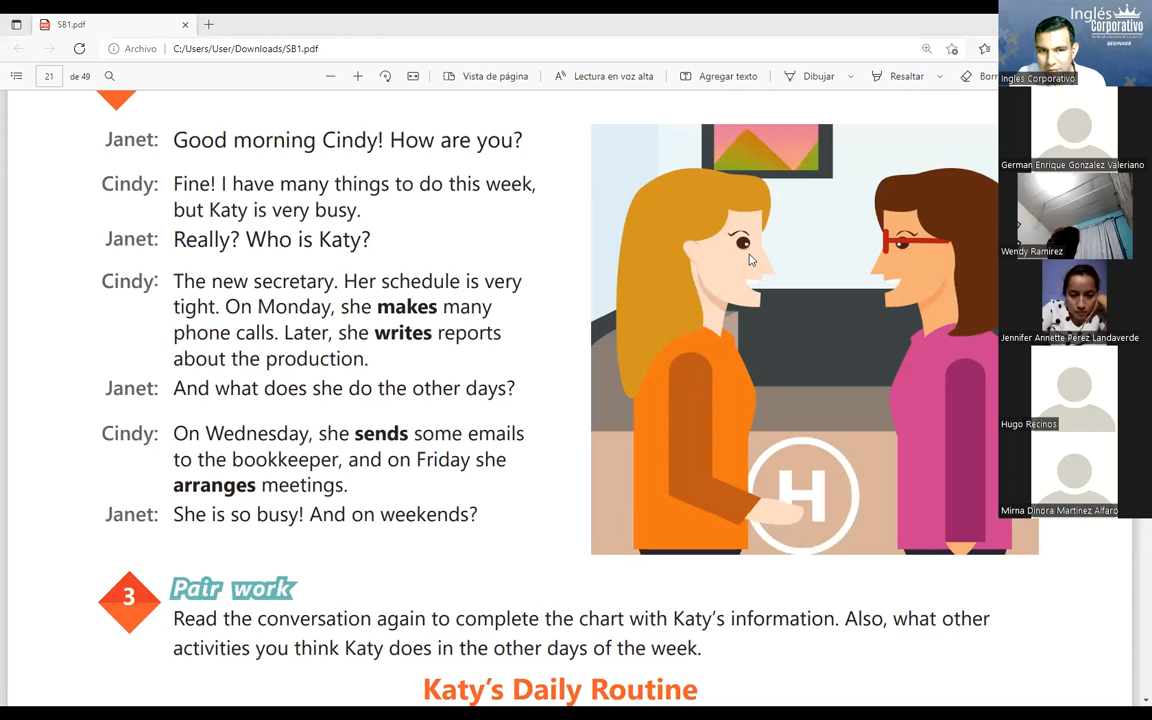 SB1.pdf
Archivo
C:/Users/User/Downloads/SB1.pdf
21 de 49
Vista de página
Lectura en voz alta
Agregar texto
Dibujar
Resaltar
Borr
Janet: Good morning Cindy! How are you?
Cindy: Fine! I have many things to do this week,
but Katy is very busy.
Janet: Really? Who is Katy?
Cindy: The new secretary. Her schedule is very
tight. On Monday, she makes many
phone calls. Later, she writes reports
about the production.
Janet: And what does she do the other days?
Cindy: On Wednesday, she sends some emails
to the bookkeeper, and on Friday she
arranges meetings.
Janet: She is so busy! And on weekends?
H
3
Pair work
Read the conversation again to complete the chart with Katy's information. Also, what other
activities you think Katy does in the other days of the week.
Katy's Daily Routine
Inglés
Corporativo
BEGINNER
Inglés Corporativo
German Enrique Gonzalez Valeriano
Wendy Ramirez
Jennifer Annette Pérez Landaverde
Hugo Recinos
Mirna Dinora Martinez Alfaro